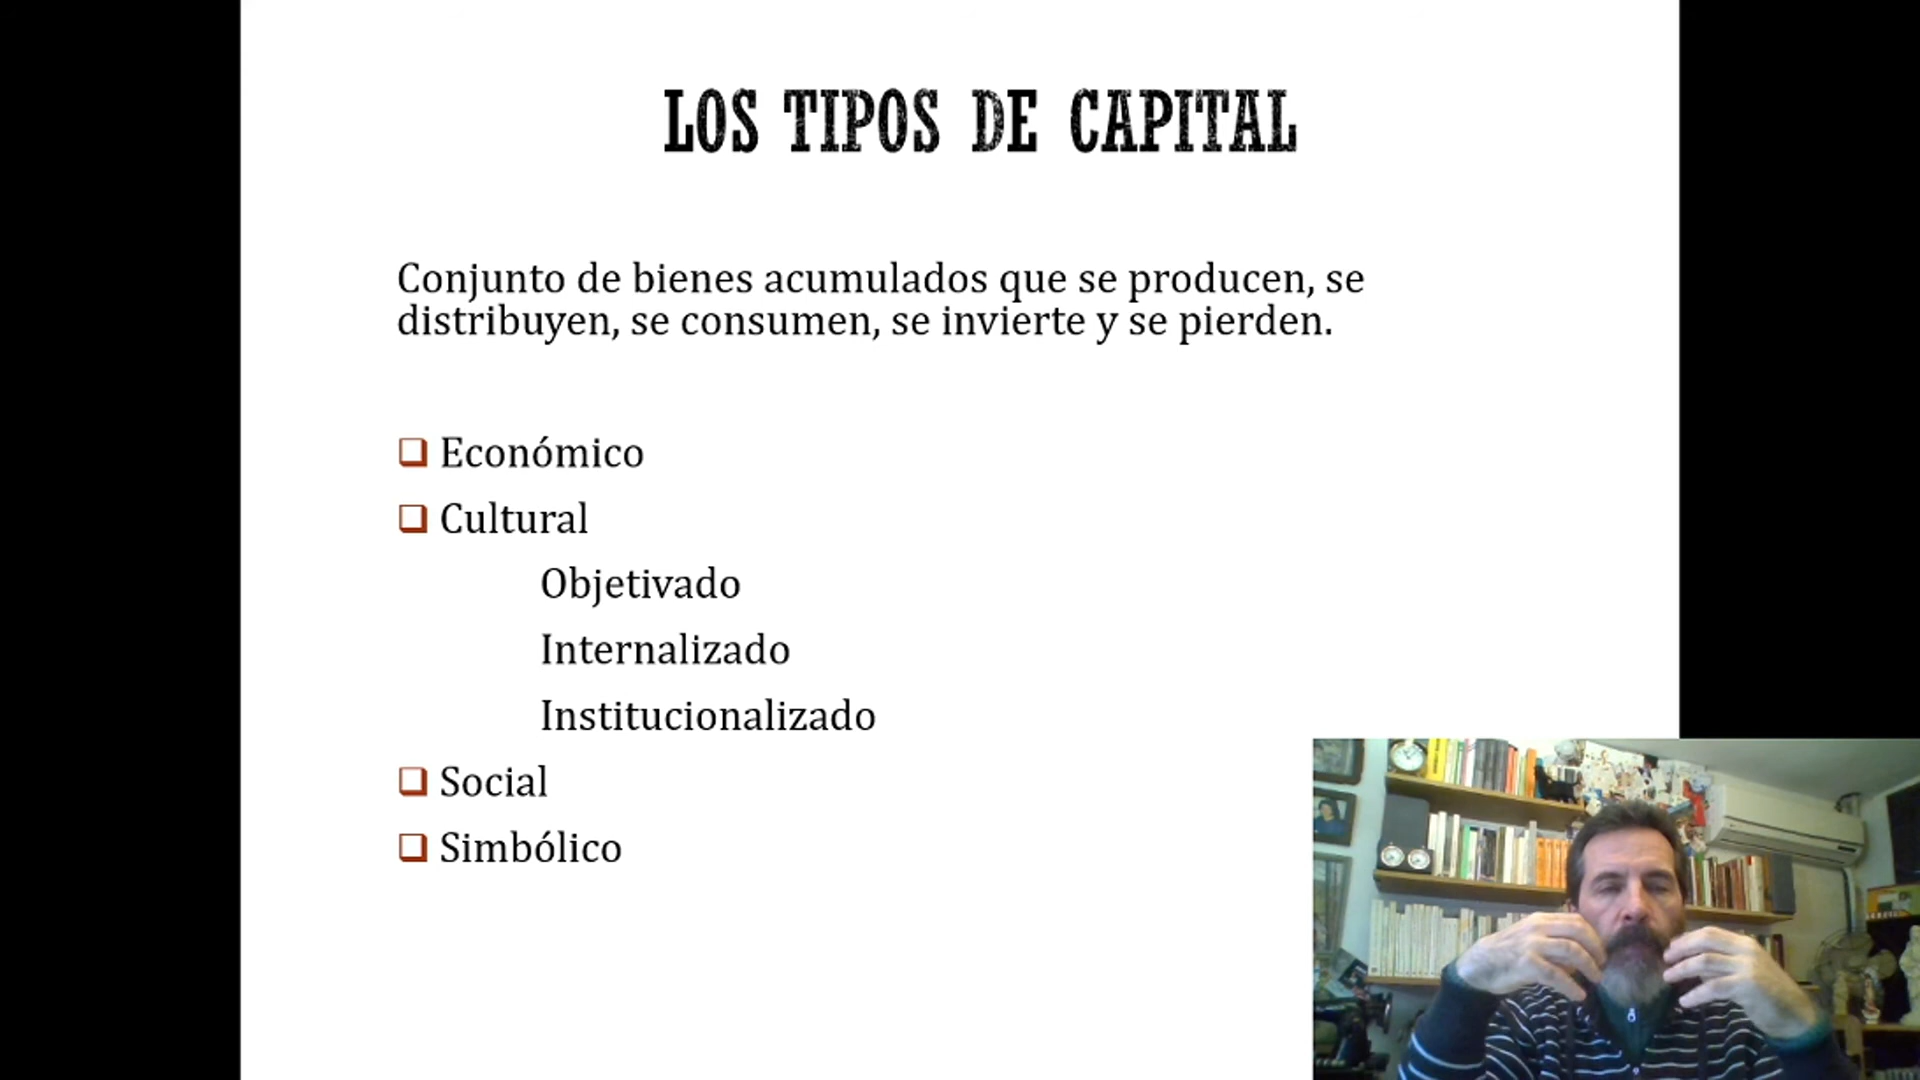 LOS TIPOS DE CAPITAL
Conjunto de bienes acumulados que se producen, se
distribuyen, se consumen, se invierte y se pierden.
Económico
Cultural
Objetivado
Internalizado
Institucionalizado
Social
Simbólico